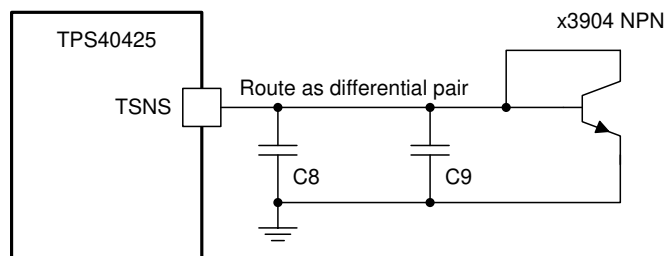 x3904 NPN
TPS40425
Route as differential pair
TSNS
C8
C9